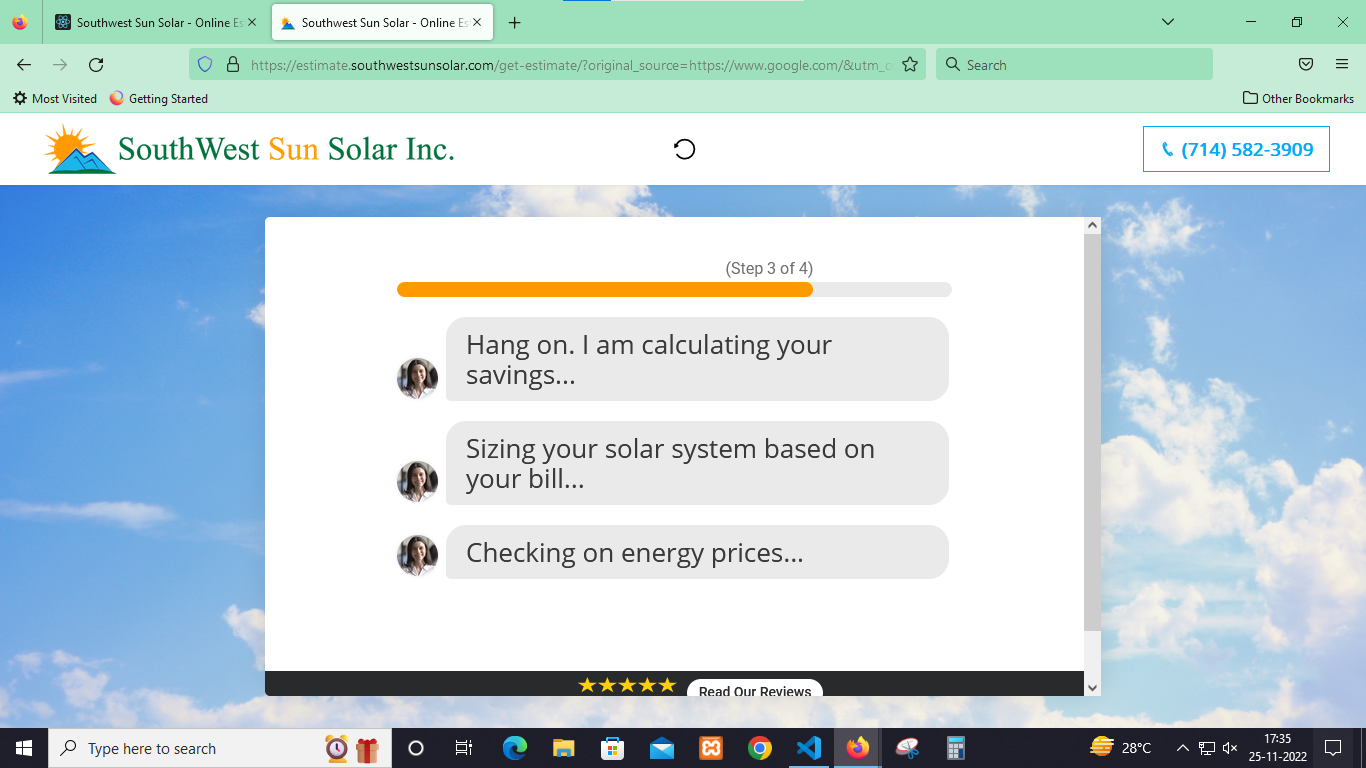 Southwest Sun Solar - Online Es
Southwest Sun Solar - Online Es
https://estimate.southwestsunsolar.com/get-estimate/?original_source=https://www.google.com/&utm_c
Search
Most Visited
Getting Started
Other Bookmarks
SouthWest Sun Solar Inc.
(714) 582-3909
(Step 3 of 4)
Hang on. I am calculating your
savings...
Sizing your solar system based on
your bill...
Checking on energy prices...
Read Our Reviews
Type here to search
28°C
17:35
25-11-2022